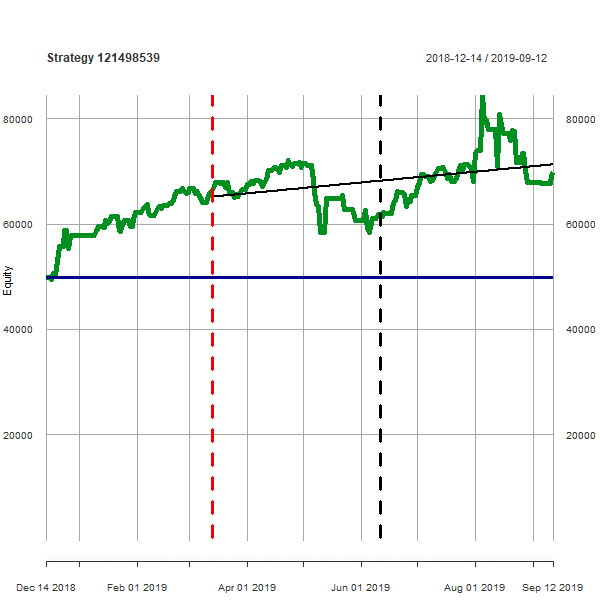 Strategy 121498539
2018-12-14 / 2019-09-12
80000 80000
60000 60000
Equity
40000 40000
20000 20000
Dec 14 2018 Feb 01 2019 Apr 01 2019 Jun 01 2019 Aug 01 2019 Sep 12 2019